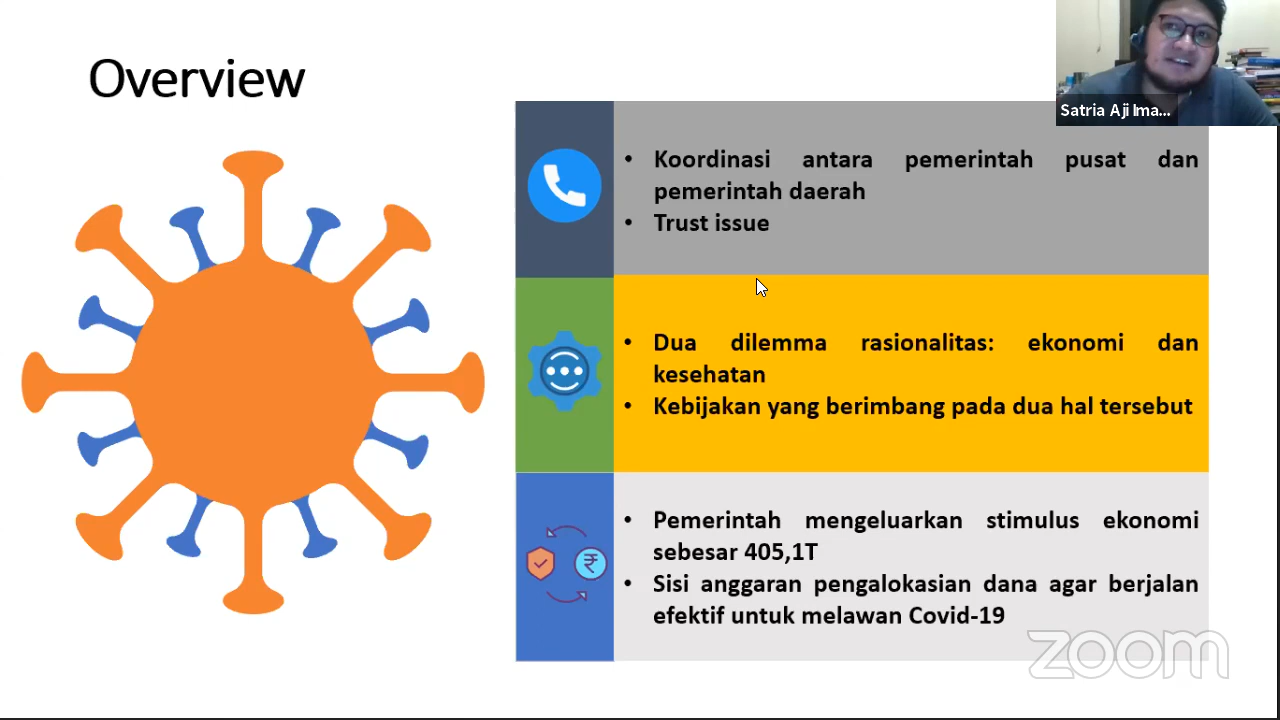 Overview
Satria Aji Ima...
• Koordinasi antara pemerintah pusat dan
pemerintah daerah
• Trust issue
• Dua dilemma rasionalitas: ekonomi dan
kesehatan
• Kebijakan yang berimbang pada dua hal tersebut
• Pemerintah mengeluarkan stimulus ekonomi
sebesar 405,1T
• Sisi anggaran pengalokasian dana agar berjalan
efektif untuk melawan Covid-19
₹
zoom